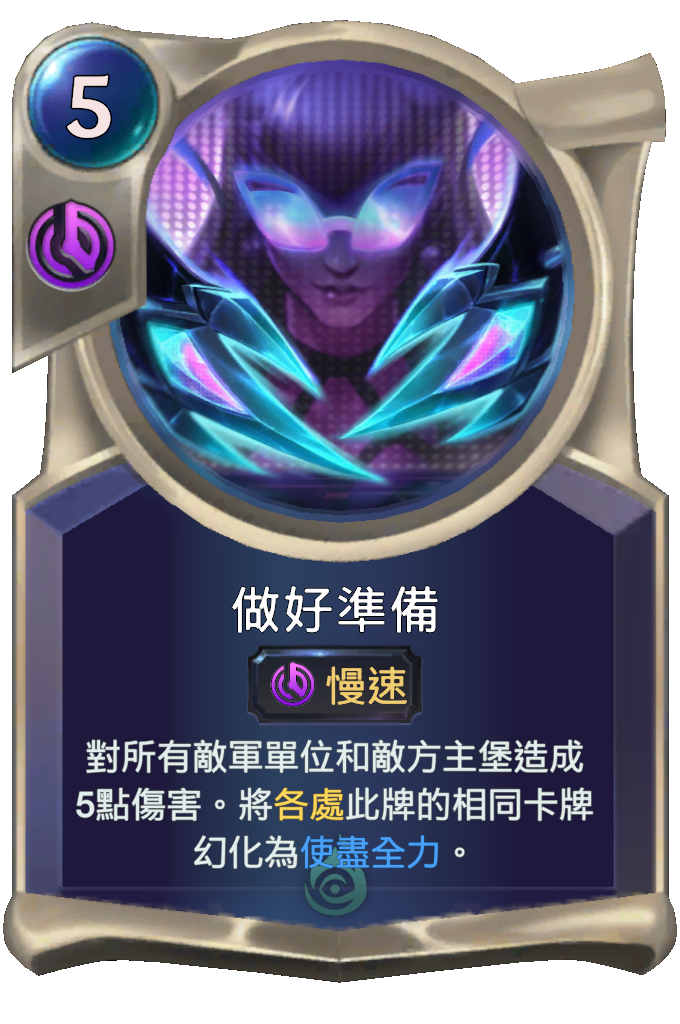 5
做好準備
慢速
對所有敵軍單位和敵方主堡造成
5點傷害。將各處此牌的相同卡牌
幻化為使盡全力。